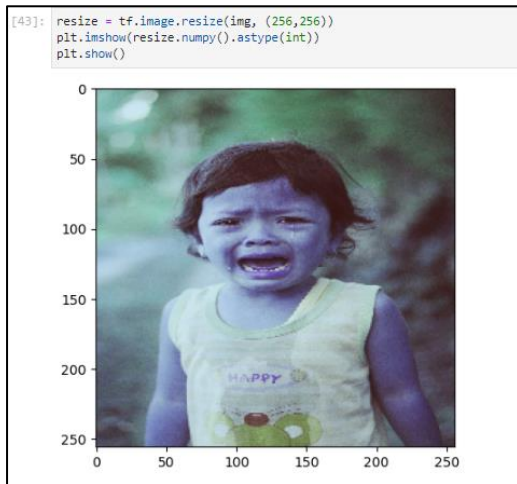 [43]: resize = tf.image.resize(img, (256,256))
plt.imshow(resize.numpy().astype(int))
plt.show()
0
50
100
150
200
250
HAPPY
0 50 100 150 200 250